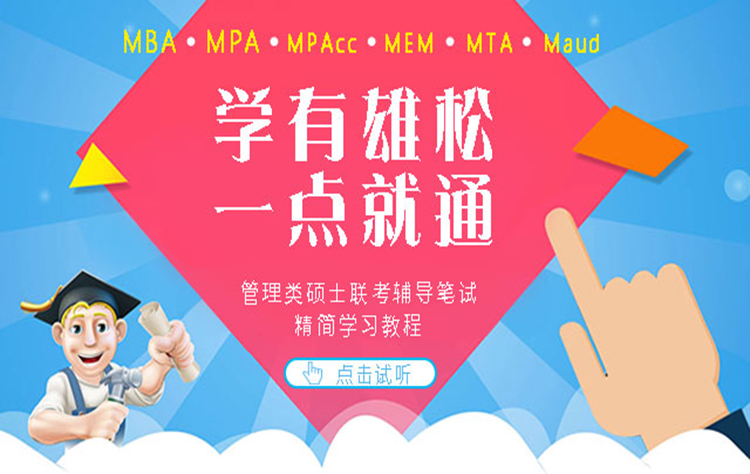 MBA • MPA • MPAcc • MEM • MTA • Maud
学有雄松
一点就通
管理类硕士联考辅导笔试
精简学习教程
点击试听